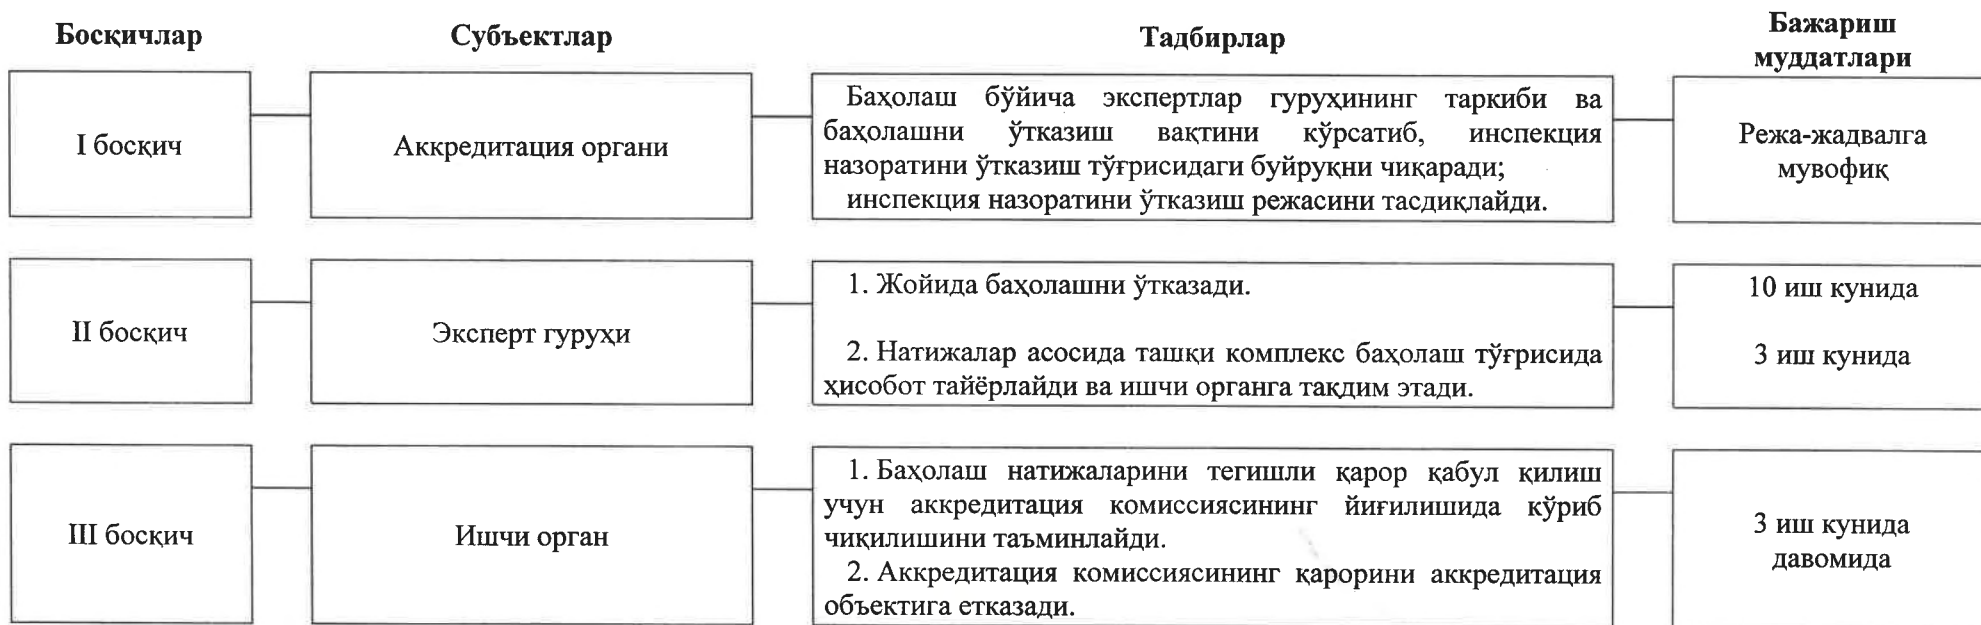 Босқичлар
Субъектлар
Тадбирлар
Бажариш
муддатлари
I босқич
Аккредитация органи
Баҳолаш бўйича экспертлар гуруҳининг таркиби ва
баҳолашни ўтказиш вақтини кўрсатиб, инспекция
назоратини ўтказиш тўғрисидаги буйруқни чиқаради;
инспекция назоратини ўтказиш режасини тасдиқлайди.
Режа-жадвалга
мувофиқ
II босқич
Эксперт гуруҳи
1. Жойида баҳолашни ўтказади.
2. Натижалар асосида ташқи комплекс баҳолаш тўғрисида
ҳисобот тайёрлайди ва ишчи органга тақдим этади.
10 иш кунида
3 иш кунида
III босқич
Ишчи орган
1. Баҳолаш натижаларини тегишли қарор қабул қилиш
учун аккредитация комиссиясининг йиғилишида кўриб
чиқилишини таъминлайди.
2. Аккредитация комиссиясининг қарорини аккредитация
объектига етказади.
3 иш кунида
давомида